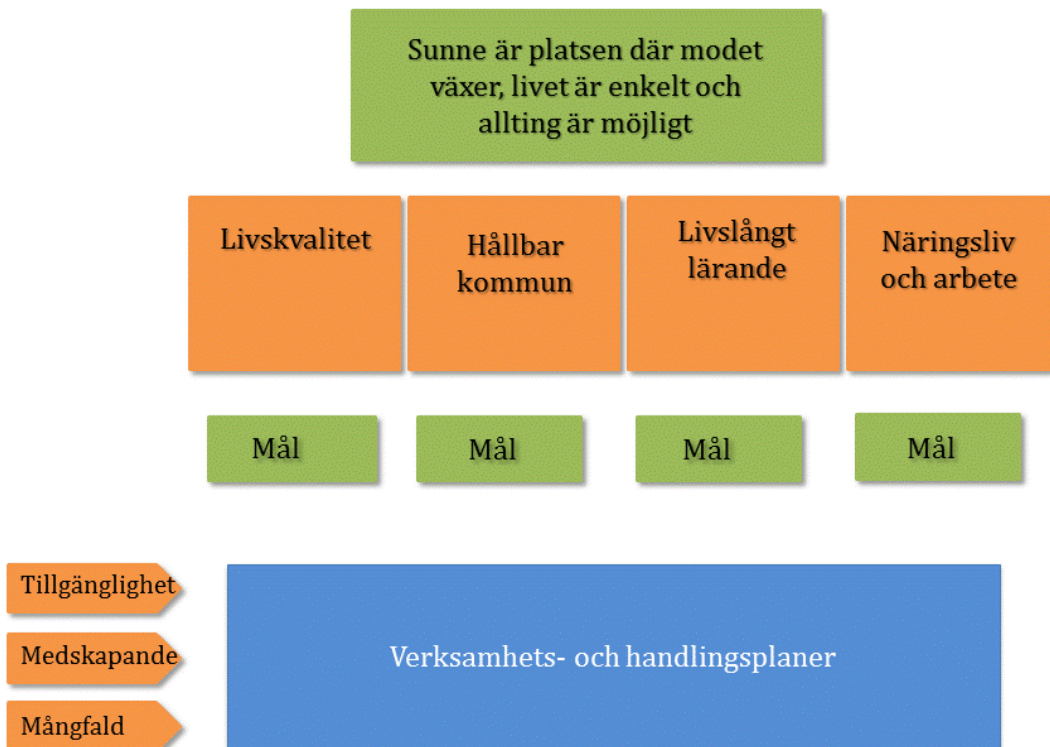 Sunne är platsen där modet
växer, livet är enkelt och
allting är möjligt
Livskvalitet
Hållbar
kommun
Livslångt
lärande
Näringsliv
och arbete
Mål
Mål
Mål
Mål
Tillgänglighet
Medskapande
Mångfald
Verksamhets- och handlingsplaner